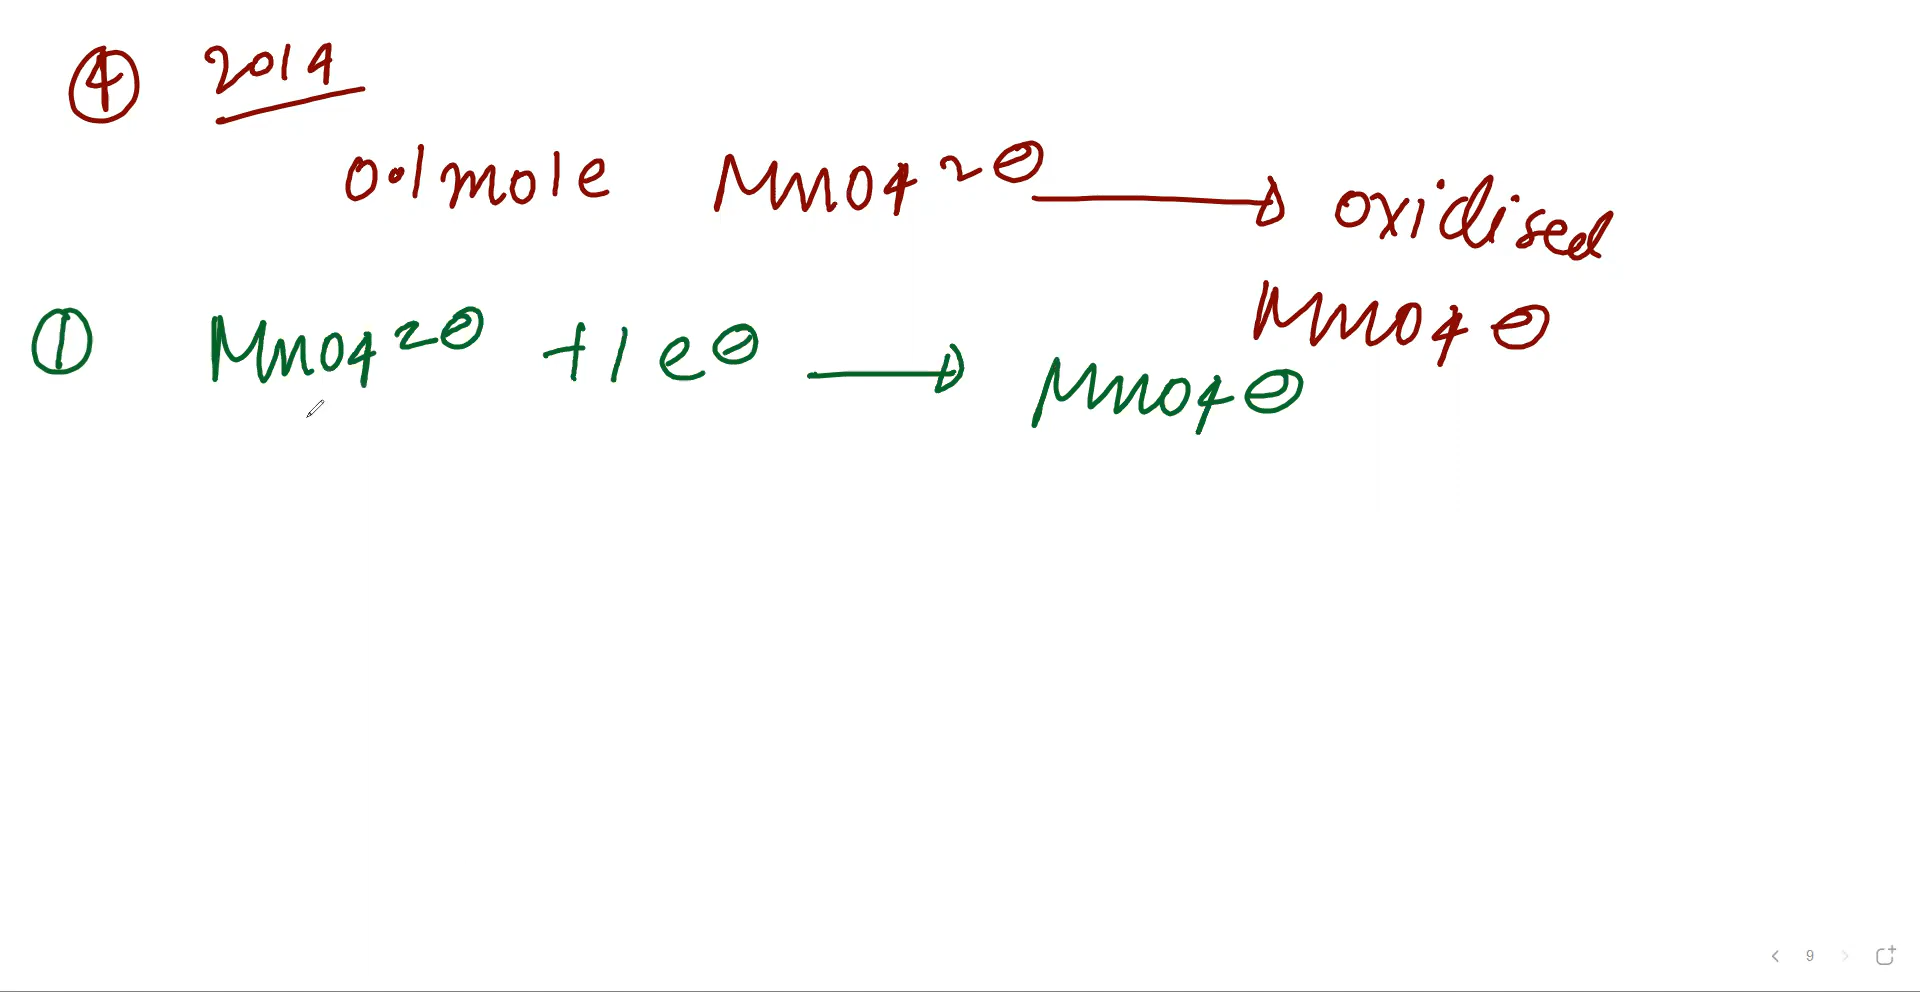 ④ 2014
0.1 mole MnO4 2⊖ → oxidised
MnO4 ⊖
① MnO4 2⊖ + 1 e⊖ → MnO4 ⊖
9